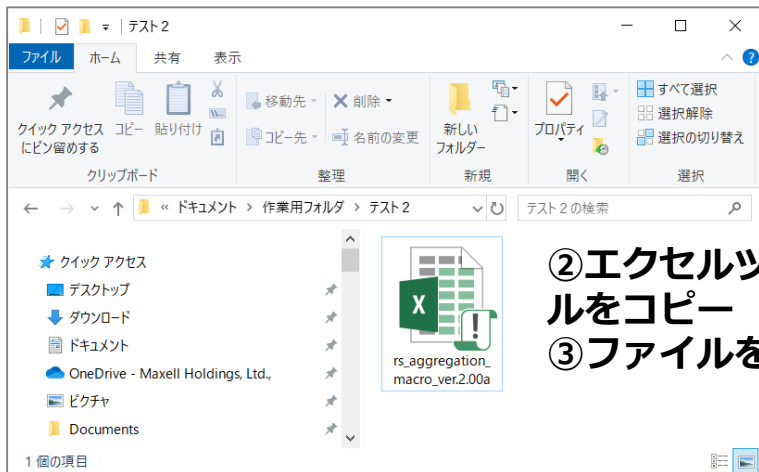 テスト2
ファイル ホーム 共有 表示
クイック アクセス
にピン留めする
コピー
貼り付け
移動先
コピー先
削除
名前の変更
新しい
フォルダー
プロパティ
すべて選択
選択解除
選択の切り替え
クリップボード 整理 新規 開く 選択
« ドキュメント › 作業用フォルダ › テスト2
テスト2の検索
クイック アクセス
デスクトップ
ダウンロード
ドキュメント
OneDrive - Maxell Holdings, Ltd.,
ピクチャ
Documents
rs_aggregation_
macro_ver.2.00a
②エクセルツ
ルをコピー
③ファイルを
1 個の項目